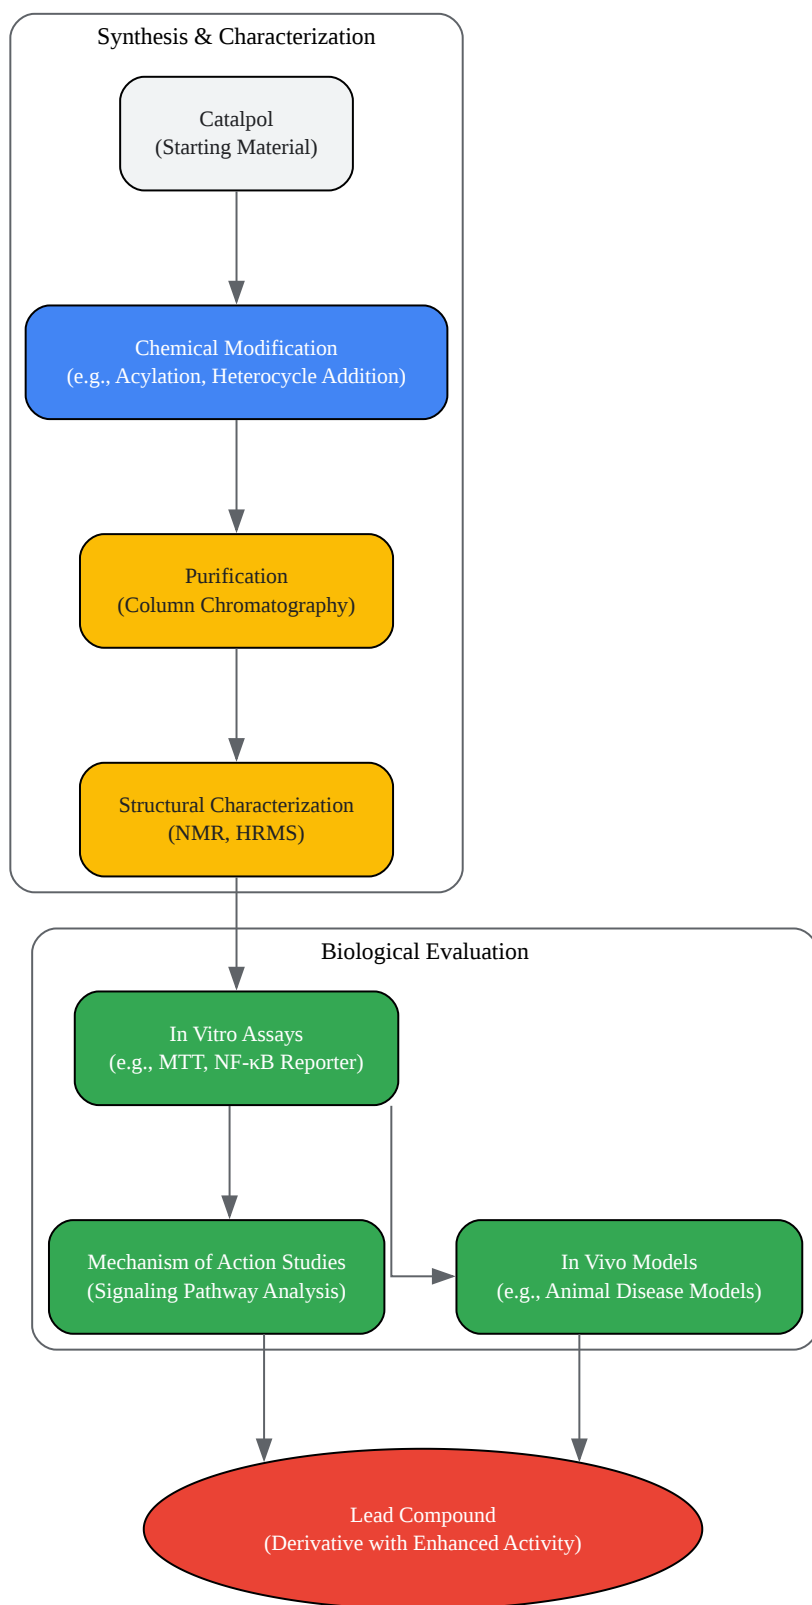 Synthesis & Characterization
Catalpol
(Starting Material)
Chemical Modification
(e.g., Acylation, Heterocycle Addition)
Purification
(Column Chromatography)
Structural Characterization
(NMR, HRMS)
Biological Evaluation
In Vitro Assays
(e.g., MTT, NF-κB Reporter)
Mechanism of Action Studies
(Signaling Pathway Analysis)
In Vivo Models
(e.g., Animal Disease Models)
Lead Compound
(Derivative with Enhanced Activity)